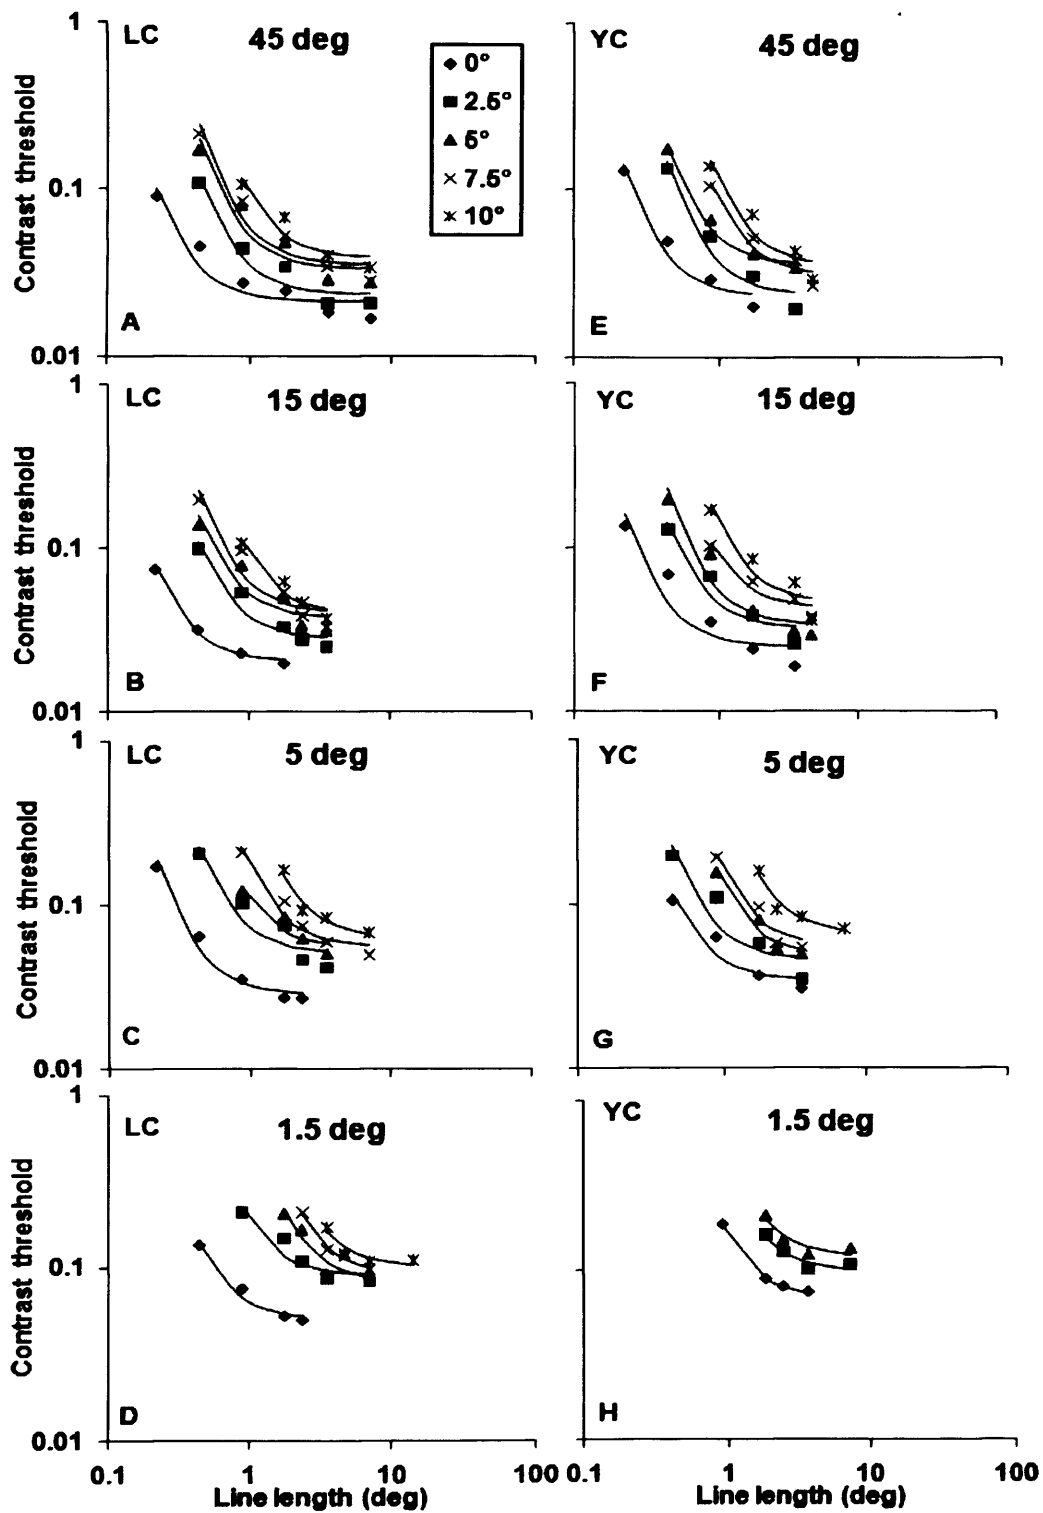 LC
45 deg
0°
2.5°
5°
7.5°
10°
1
0.1
0.01
Contrast threshold
A
YC
45 deg
E
LC
15 deg
1
0.1
0.01
Contrast threshold
B
YC
15 deg
F
LC
5 deg
1
0.1
0.01
Contrast threshold
C
YC
5 deg
G
LC
1.5 deg
1
0.1
0.01
Contrast threshold
D
0.1
1
10
100
Line length (deg)
YC
1.5 deg
H
0.1
1
10
100
Line length (deg)